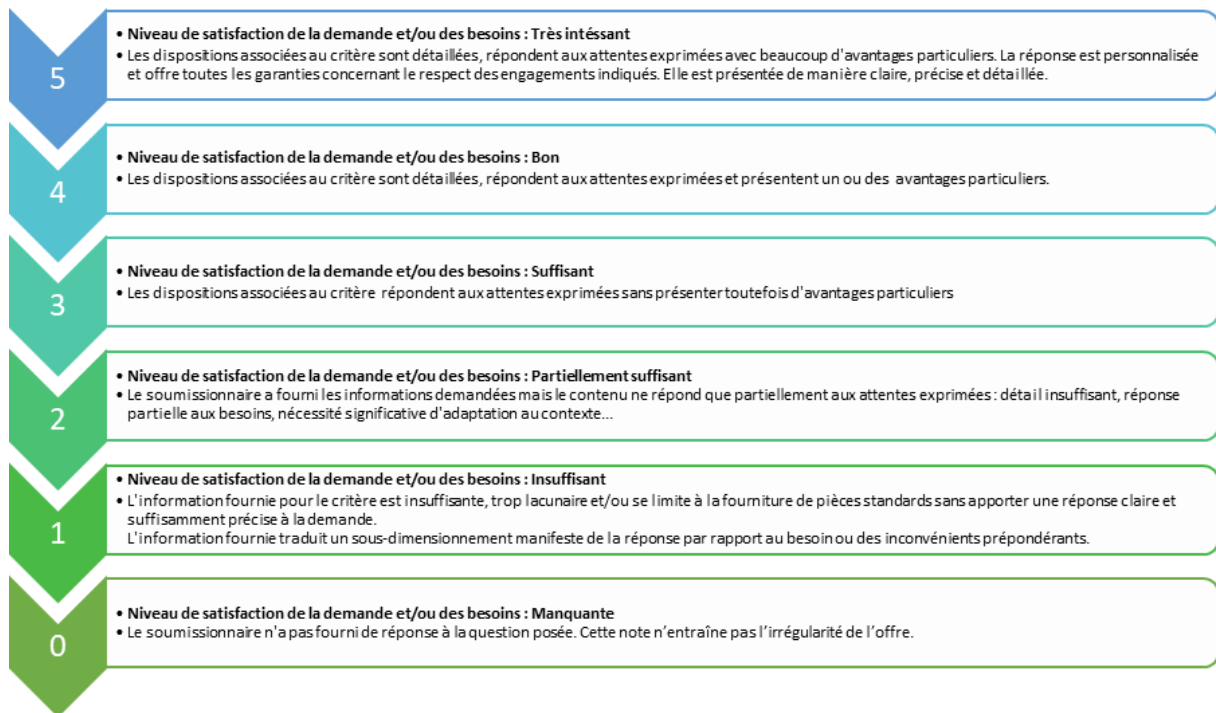 5
• Niveau de satisfaction de la demande et/ou des besoins : Très intéssant
• Les dispositions associées au critère sont détaillées, répondent aux attentes exprimées avec beaucoup d'avantages particuliers. La réponse est personnalisée
et offre toutes les garanties concernant le respect des engagements indiqués. Elle est présentée de manière claire, précise et détaillée.
4
• Niveau de satisfaction de la demande et/ou des besoins : Bon
• Les dispositions associées au critère sont détaillées, répondent aux attentes exprimées et présentent un ou des avantages particuliers.
3
• Niveau de satisfaction de la demande et/ou des besoins : Suffisant
• Les dispositions associées au critère répondent aux attentes exprimées sans présenter toutefois d'avantages particuliers
2
• Niveau de satisfaction de la demande et/ou des besoins : Partiellement suffisant
• Le soumissionnaire a fourni les informations demandées mais le contenu ne répond que partiellement aux attentes exprimées : détail insuffisant, réponse
partielle aux besoins, nécessité significative d'adaptation au contexte...
1
• Niveau de satisfaction de la demande et/ou des besoins : Insuffisant
• L'information fournie pour le critère est insuffisante, trop lacunaire et/ou se limite à la fourniture de pièces standards sans apporter une réponse claire et
suffisamment précise à la demande.
L'information fournie traduit un sous-dimensionnement manifeste de la réponse par rapport au besoin ou des inconvénients prépondérants.
0
• Niveau de satisfaction de la demande et/ou des besoins : Manquante
• Le soumissionnaire n'a pas fourni de réponse à la question posée. Cette note n’entraîne pas l’irrégularité de l’offre.